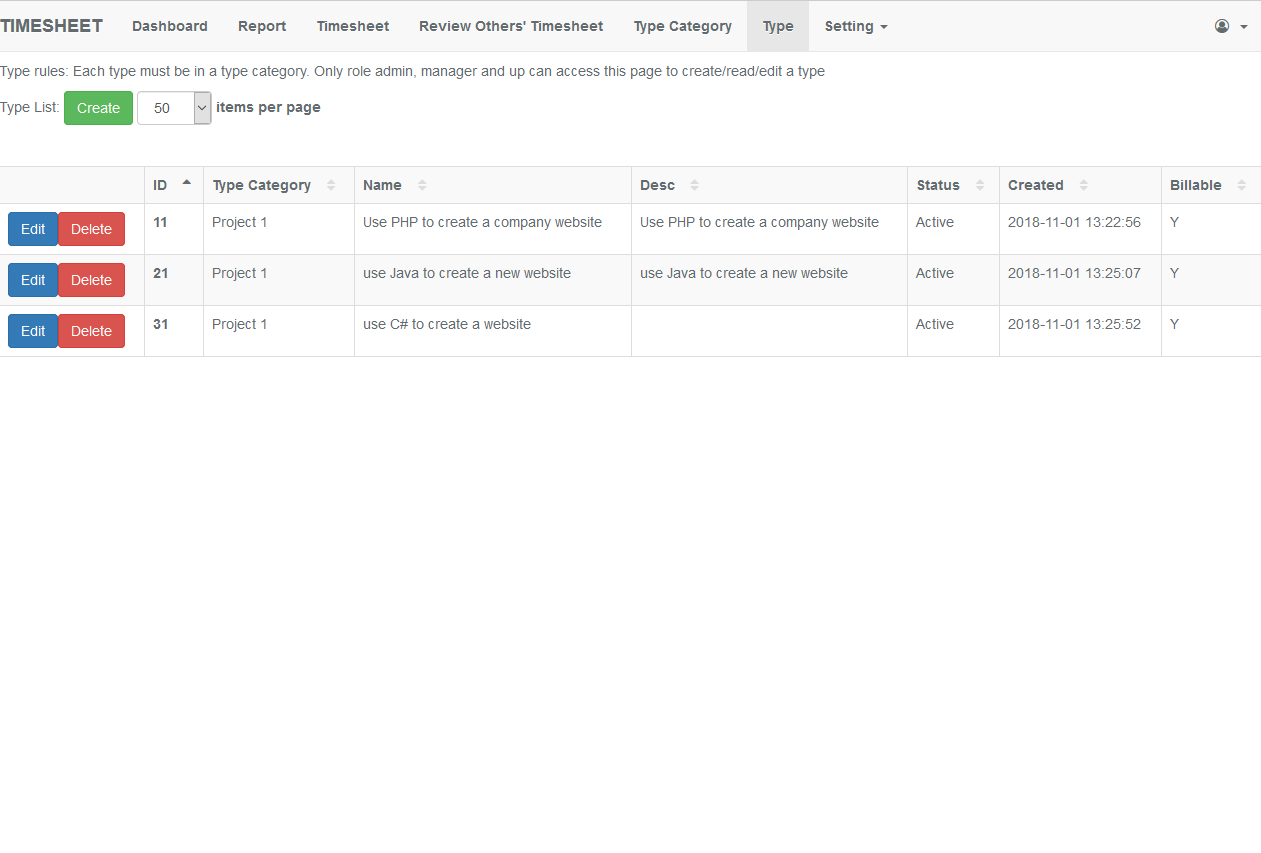 TIMESHEET Dashboard Report Timesheet Review Others' Timesheet Type Category Type Setting
Type rules: Each type must be in a type category. Only role admin, manager and up can access this page to create/read/edit a type
Type List: Create 50 items per page
ID Type Category Name Desc Status Created Billable
Edit Delete 11 Project 1 Use PHP to create a company website Use PHP to create a company website Active 2018-11-01 13:22:56 Y
Edit Delete 21 Project 1 use Java to create a new website use Java to create a new website Active 2018-11-01 13:25:07 Y
Edit Delete 31 Project 1 use C# to create a website Active 2018-11-01 13:25:52 Y